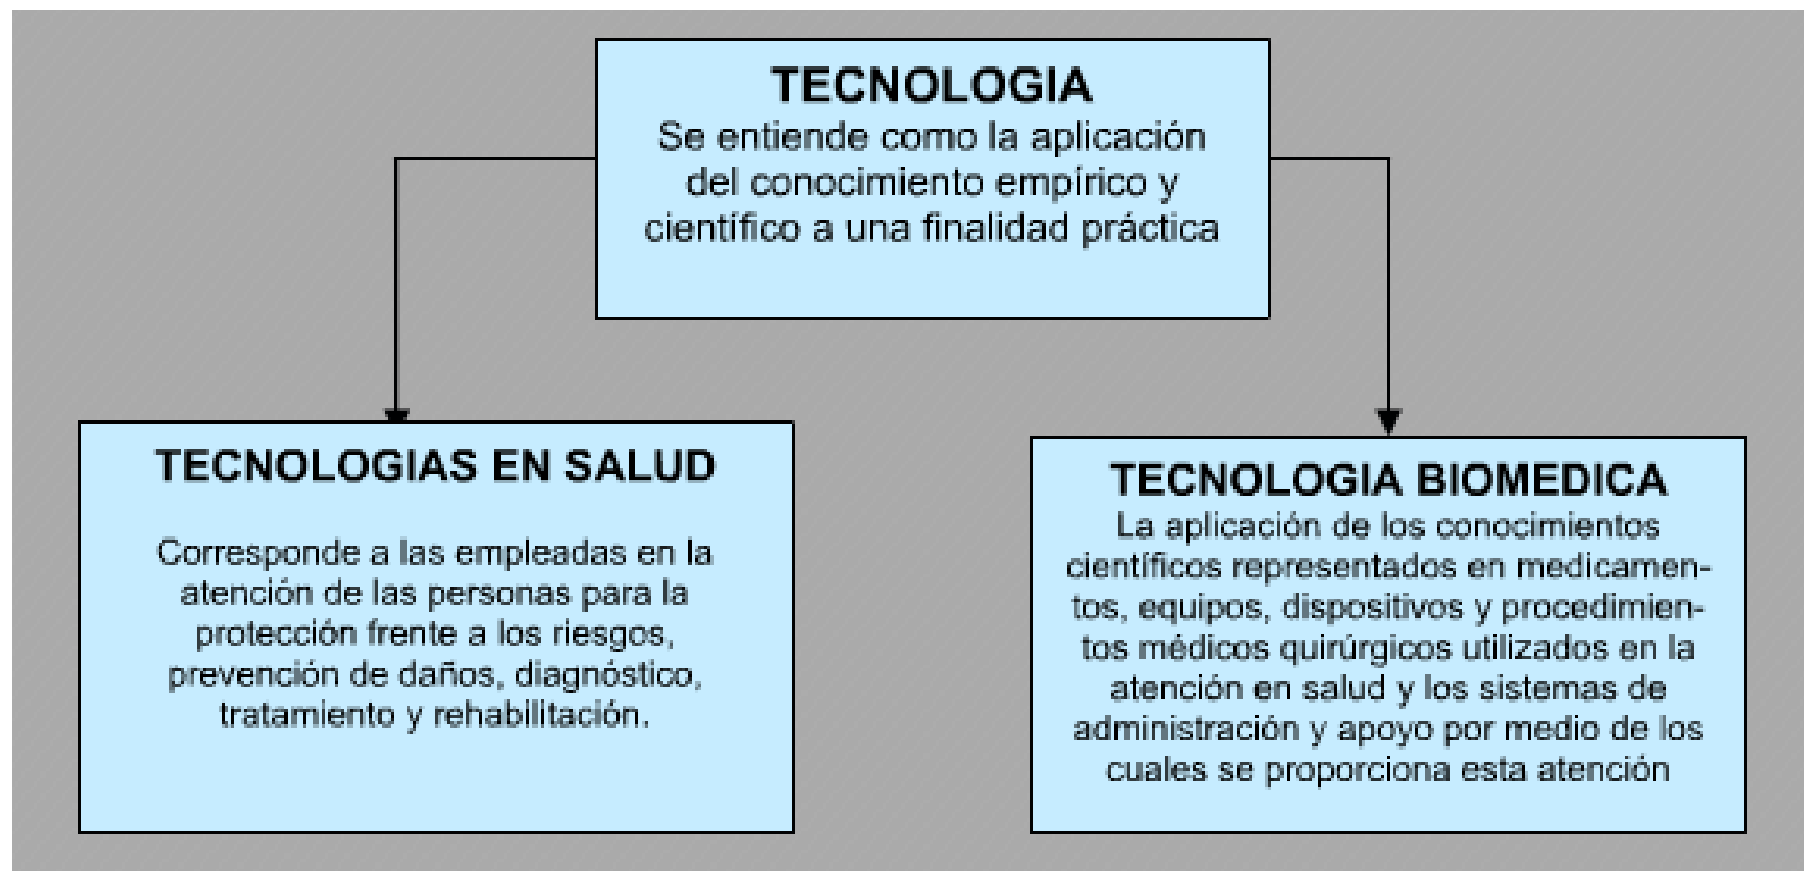 TECNOLOGIA
Se entiende como la aplicación
del conocimiento empírico y
científico a una finalidad práctica
TECNOLOGIAS EN SALUD
Corresponde a las empleadas en la
atención de las personas para la
protección frente a los riesgos,
prevención de daños, diagnóstico,
tratamiento y rehabilitación.
TECNOLOGIA BIOMEDICA
La aplicación de los conocimientos
científicos representados en medicamen-
tos, equipos, dispositivos y procedimien-
tos médicos quirúrgicos utilizados en la
atención en salud y los sistemas de
administración y apoyo por medio de los
cuales se proporciona esta atención